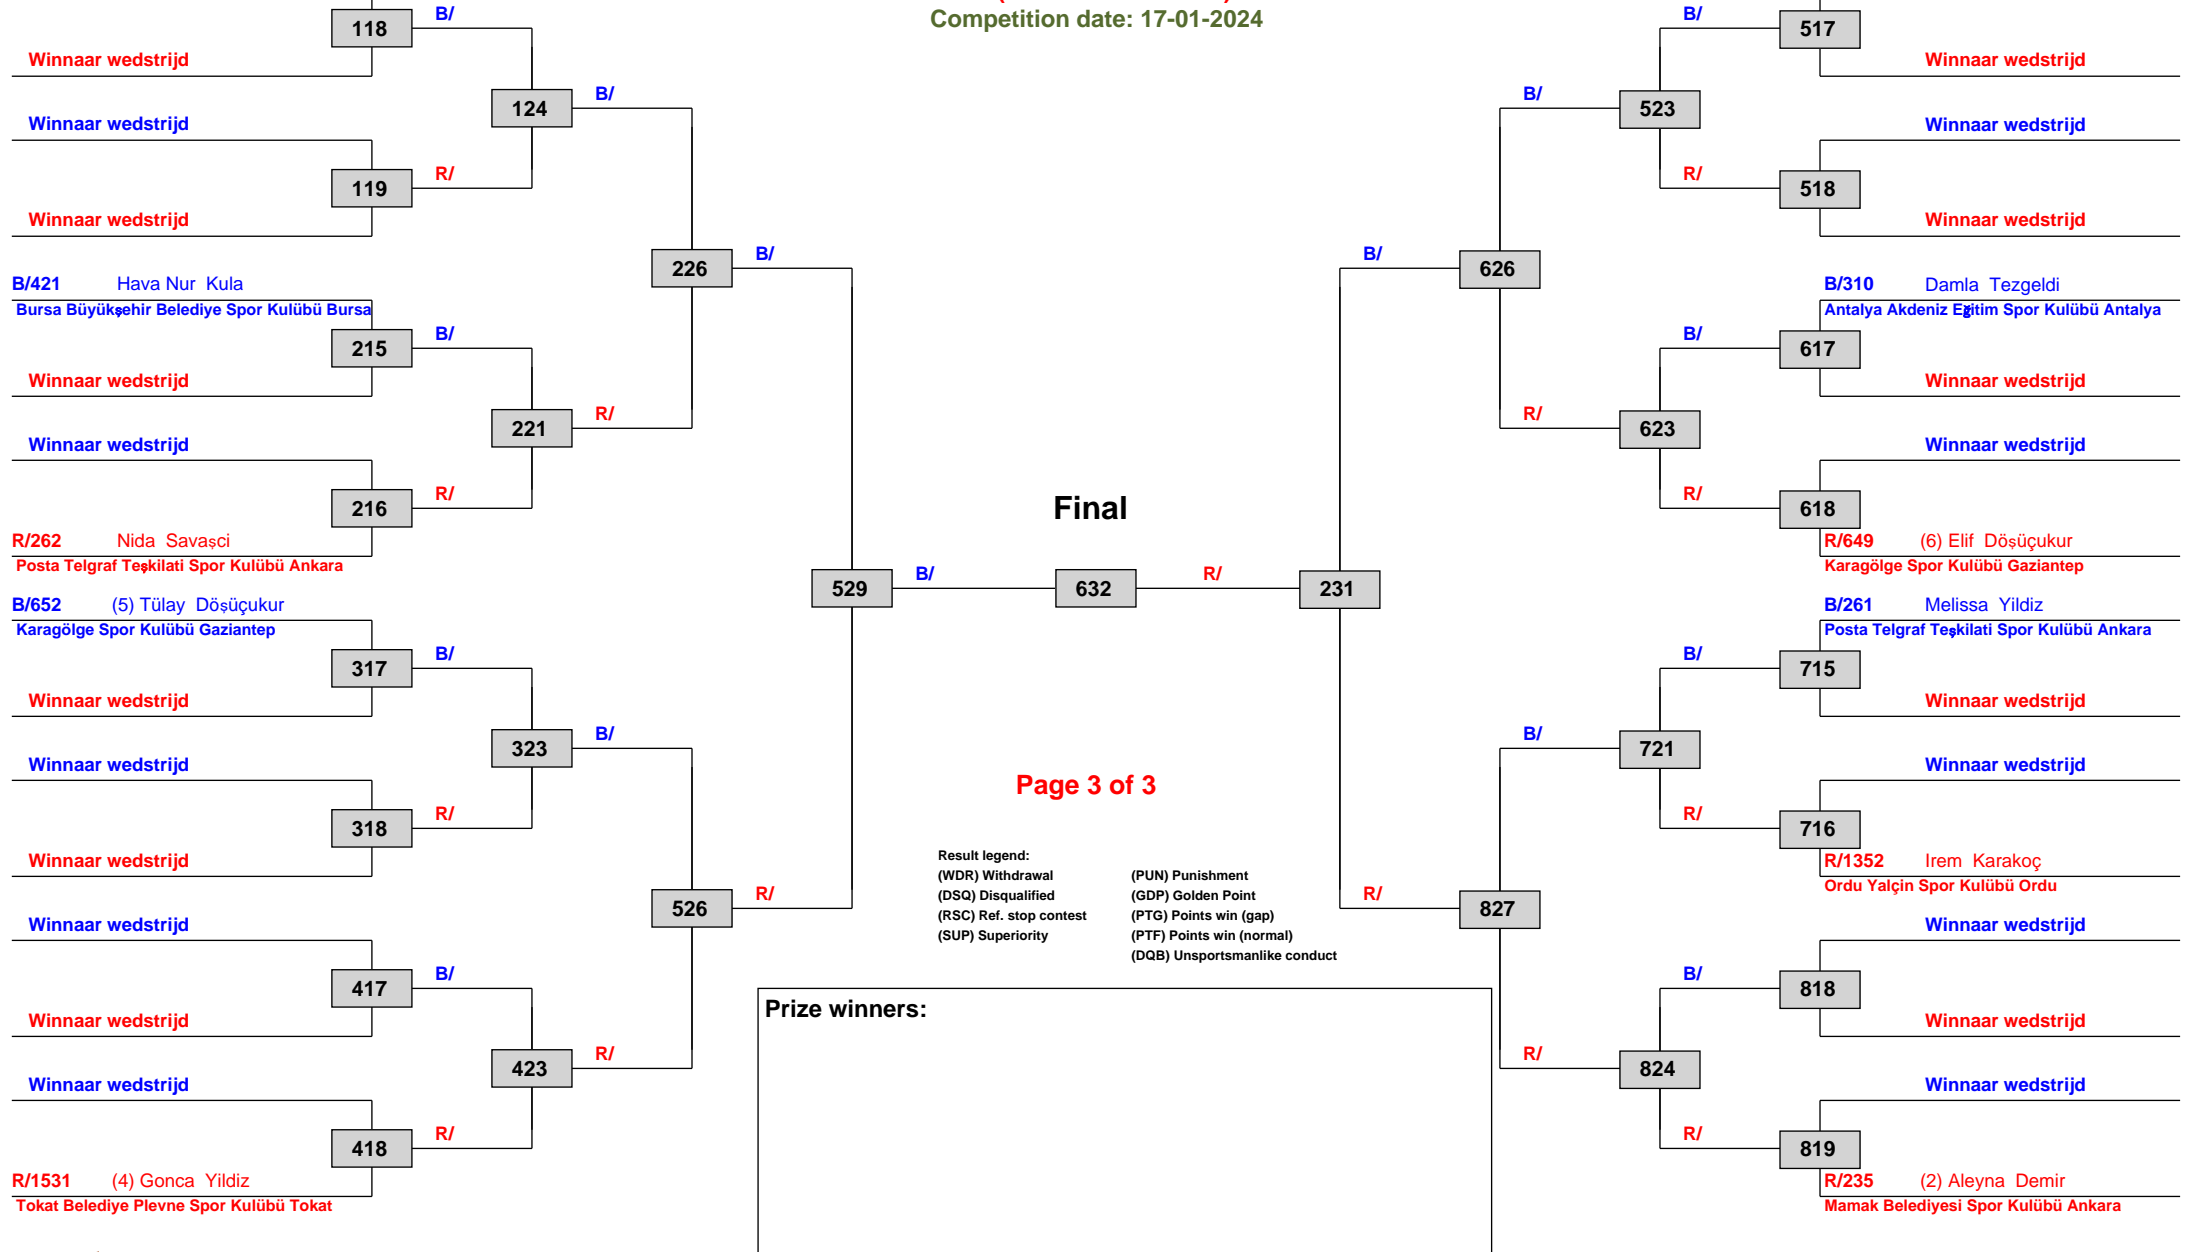 Competition date: 17-01-2024
118
B/
Winnaar wedstrijd
124
B/
Winnaar wedstrijd
119
R/
Winnaar wedstrijd
226
B/
B/421 Hava Nur Kula
Bursa Büyükşehir Belediye Spor Kulübü Bursa
215
B/
Winnaar wedstrijd
221
R/
Winnaar wedstrijd
216
R/
R/262 Nida Savaşci
Posta Telgraf Teşkilati Spor Kulübü Ankara
529
B/
B/652 (5) Tülay Döşüçukur
Karagölge Spor Kulübü Gaziantep
317
B/
Winnaar wedstrijd
323
B/
Winnaar wedstrijd
318
R/
Winnaar wedstrijd
526
R/
Winnaar wedstrijd
417
B/
Winnaar wedstrijd
423
R/
Winnaar wedstrijd
418
R/
R/1531 (4) Gonca Yildiz
Tokat Belediye Plevne Spor Kulübü Tokat
Final
632
R/
231
Page 3 of 3
Result legend:
(WDR) Withdrawal (PUN) Punishment
(DSQ) Disqualified (GDP) Golden Point
(RSC) Ref. stop contest (PTG) Points win (gap)
(SUP) Superiority (PTF) Points win (normal)
(DQB) Unsportsmanlike conduct
Prize winners:
B/
517
Winnaar wedstrijd
B/
523
Winnaar wedstrijd
R/
518
Winnaar wedstrijd
B/
626
B/310 Damla Tezgeldi
Antalya Akdeniz Eğitim Spor Kulübü Antalya
B/
617
Winnaar wedstrijd
R/
623
Winnaar wedstrijd
R/
618
R/649 (6) Elif Döşüçukur
Karagölge Spor Kulübü Gaziantep
B/261 Melissa Yildiz
Posta Telgraf Teşkilati Spor Kulübü Ankara
B/
715
Winnaar wedstrijd
B/
721
Winnaar wedstrijd
R/
716
R/1352 Irem Karakoç
Ordu Yalçin Spor Kulübü Ordu
R/
827
Winnaar wedstrijd
B/
818
Winnaar wedstrijd
R/
824
Winnaar wedstrijd
R/
819
R/235 (2) Aleyna Demir
Mamak Belediyesi Spor Kulübü Ankara